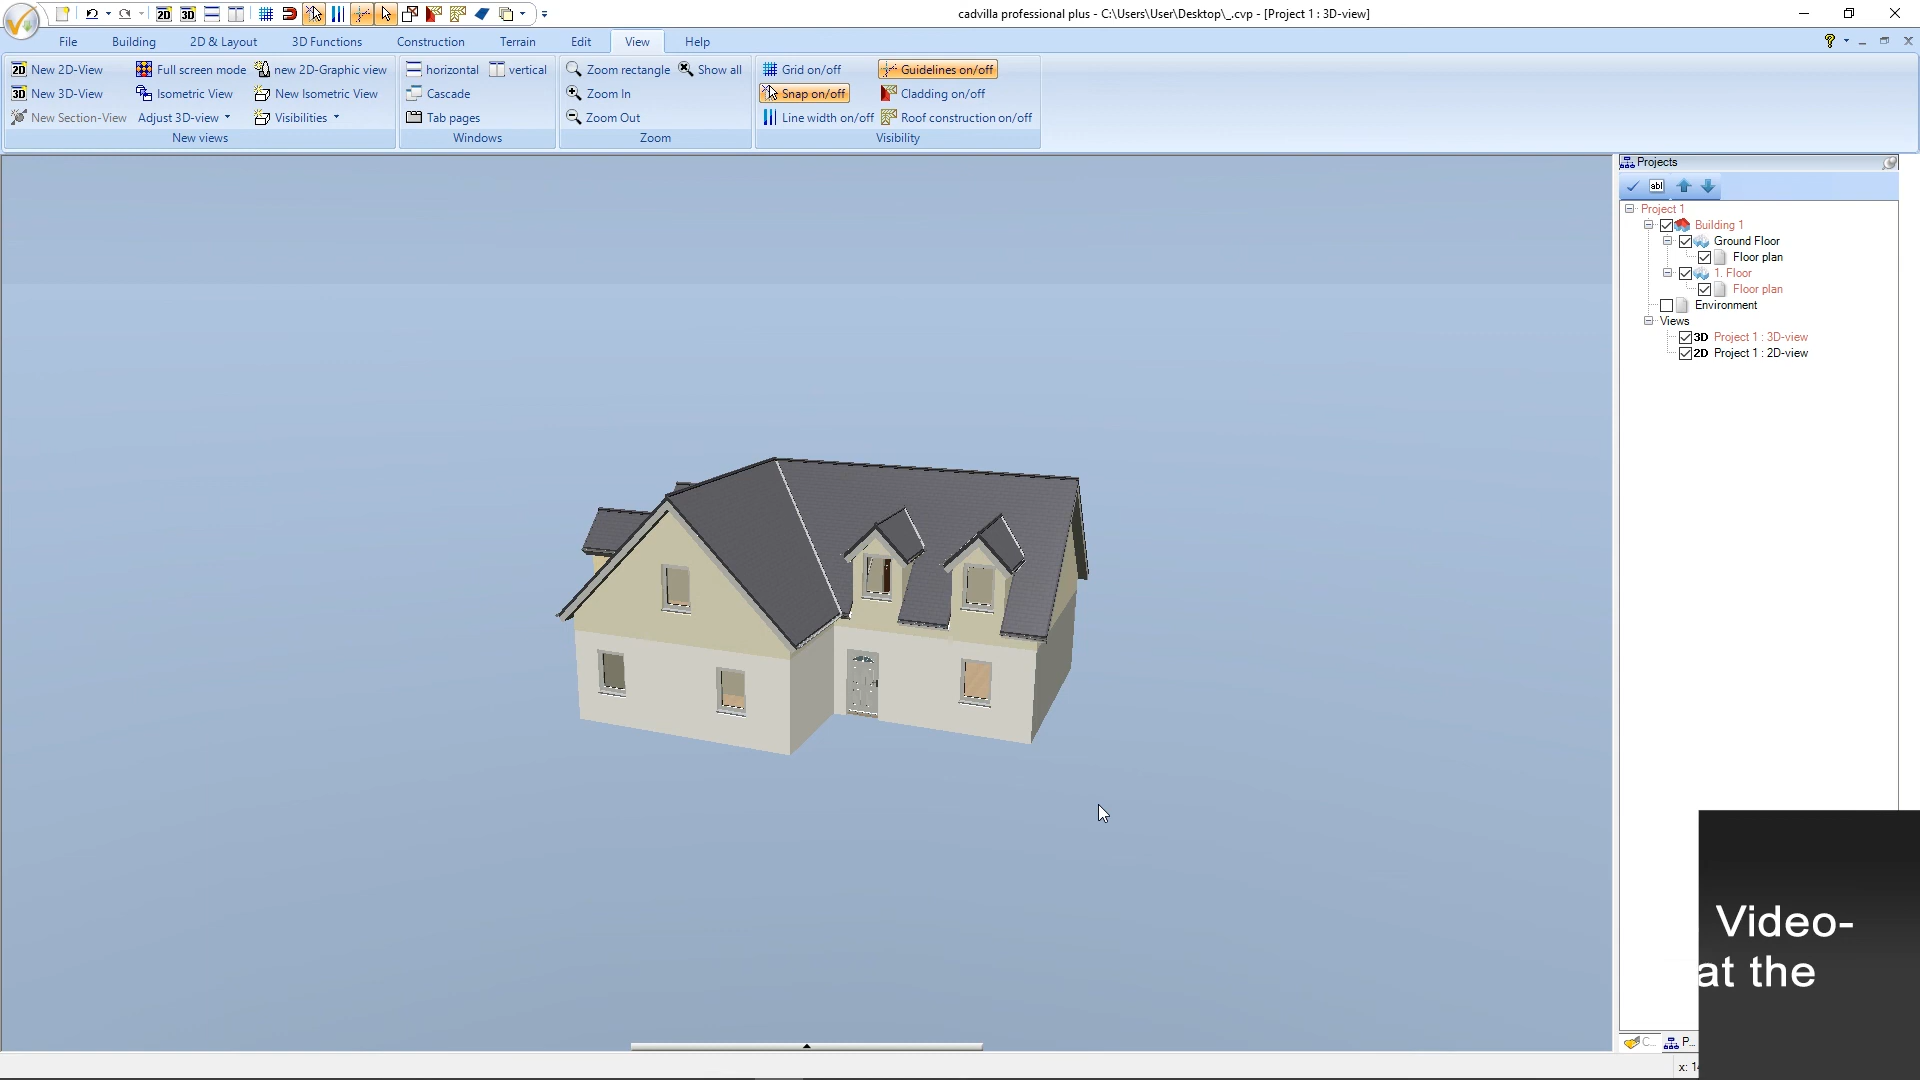 cadvilla professional plus - C:\Users\User\Desktop\_.cvp - [Project 1 : 3D-view]
File Building 2D & Layout 3D Functions Construction Terrain Edit View Help
2D New 2D-View Full screen mode new 2D-Graphic view horizontal vertical Zoom rectangle Show all Grid on/off Guidelines on/off
3D New 3D-View Isometric View New Isometric View Cascade Zoom In Snap on/off Cladding on/off
New Section-View Adjust 3D-view Visibilities Tab pages Zoom Out Line width on/off Roof construction on/off
New views Windows Zoom Visibility
Projects
abl
Project 1
Building 1
Ground Floor
Floor plan
1. Floor
Floor plan
Environment
Views
3D Project 1 : 3D-view
2D Project 1 : 2D-view
Video-
at the
C... P...